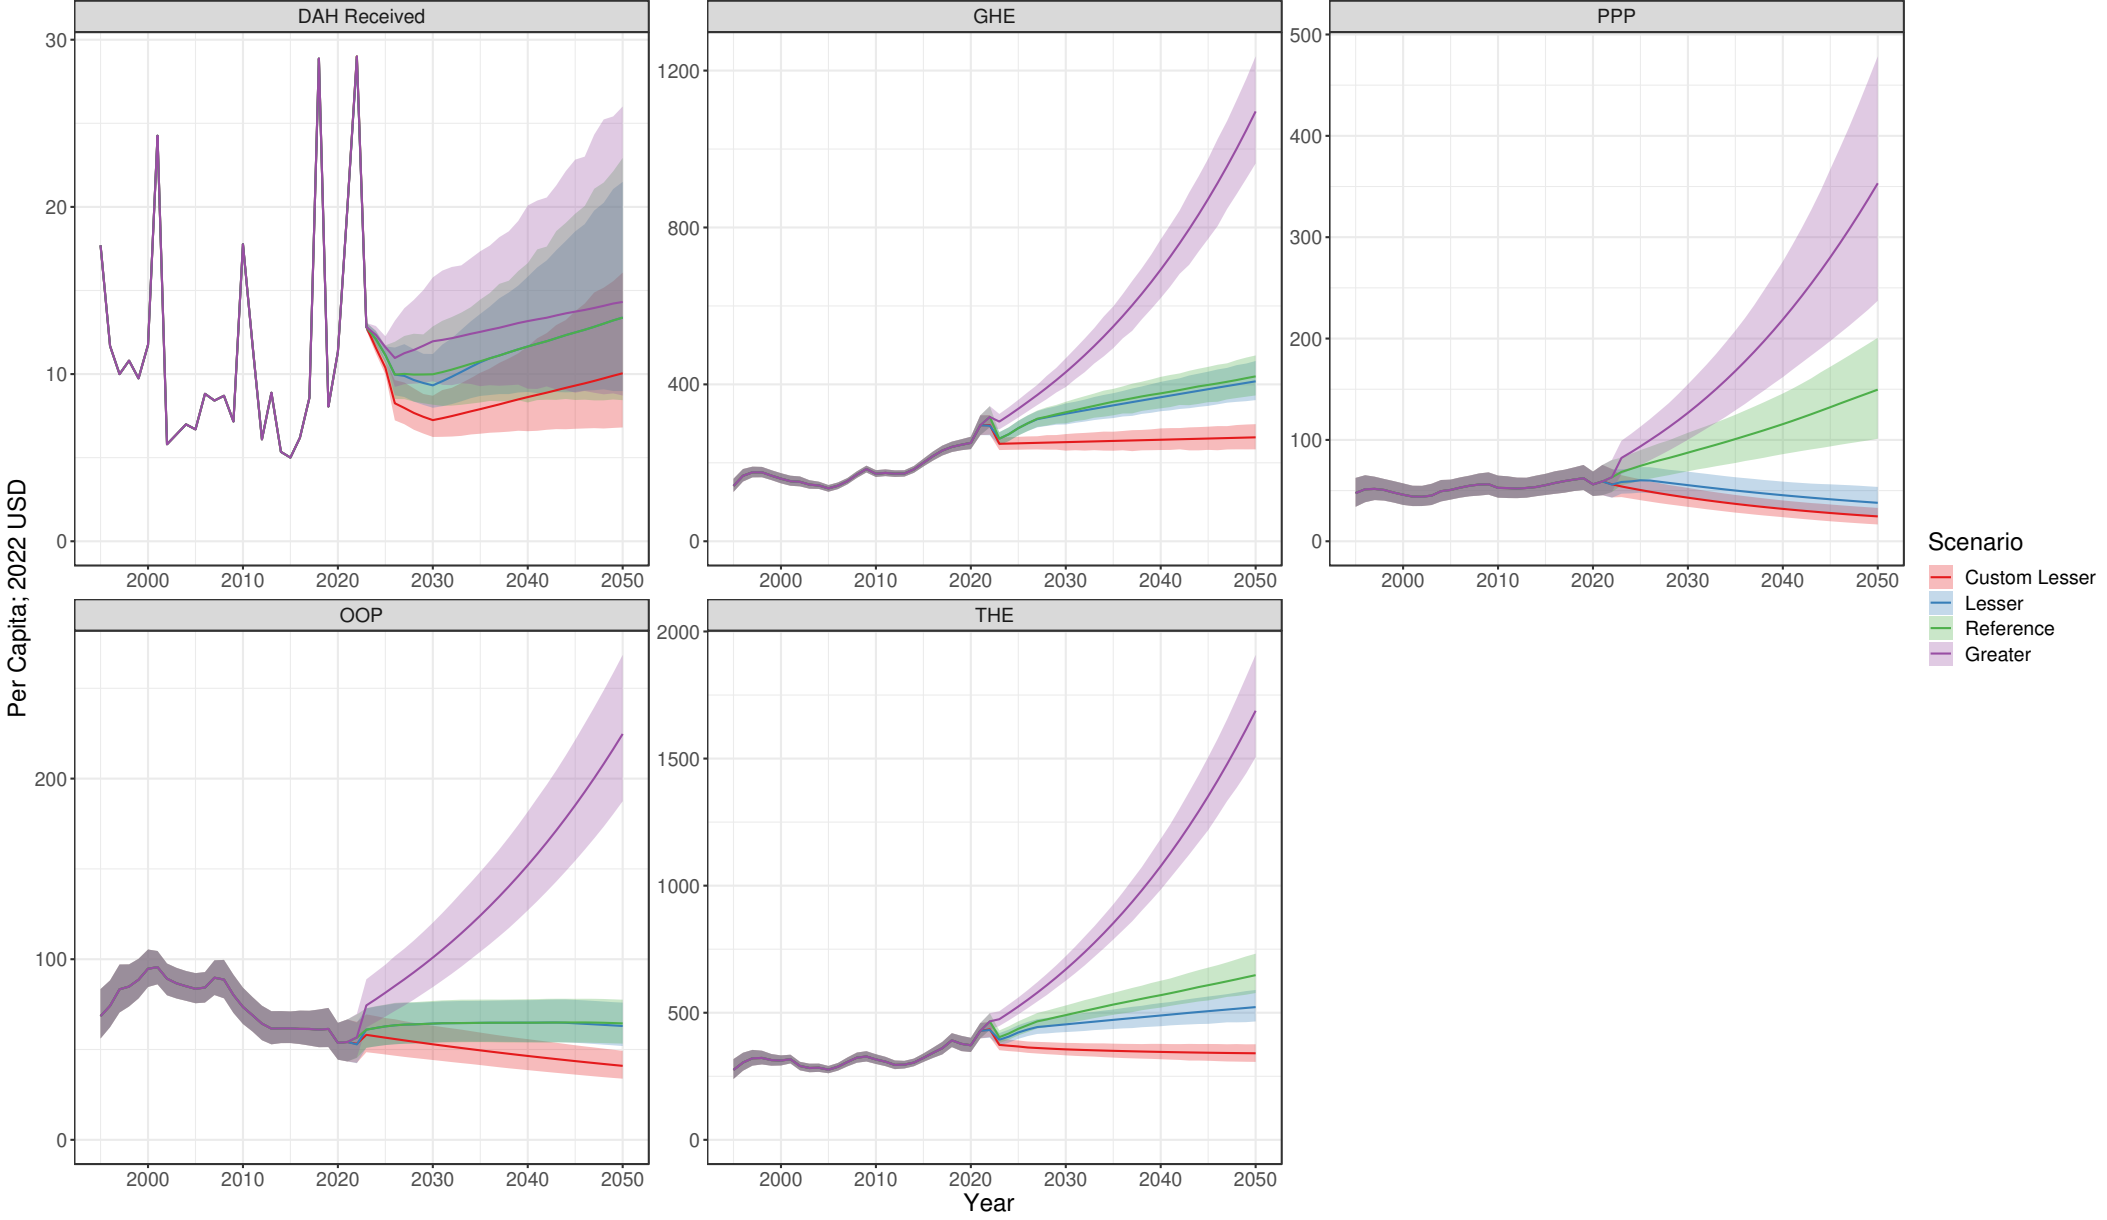 DAH Received
GHE
PPP
30
20
10
0
1200
800
400
0
500
400
300
200
100
0
2000 2010 2020 2030 2040 2050
2000 2010 2020 2030 2040 2050
2000 2010 2020 2030 2040 2050
OOP
THE
200
100
0
2000
1500
1000
500
0
2000 2010 2020 2030 2040 2050
2000 2010 2020 2030 2040 2050
Per Capita; 2022 USD
Year
Scenario
Custom Lesser
Lesser
Reference
Greater